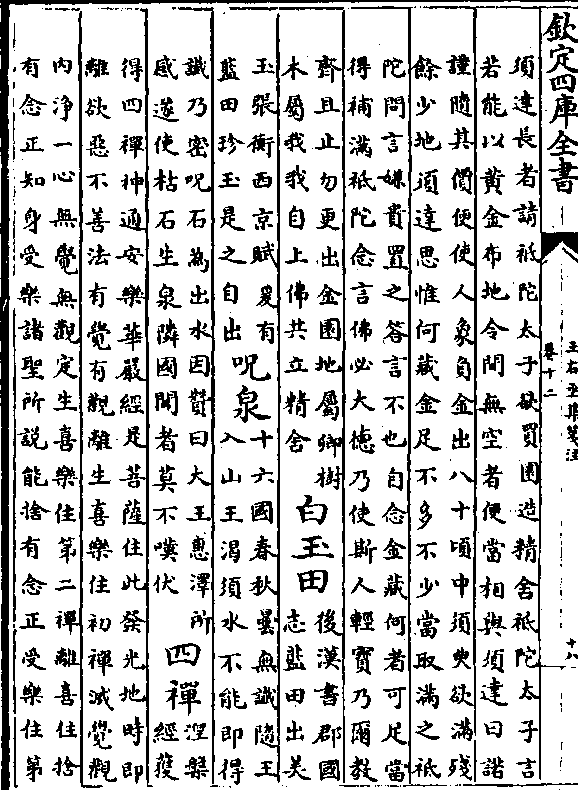 欽定四庫全書
王右丞集箋注
卷十二
十八
須達長者請祇陀太子欲買園造精舍祇陀太子言
若能以黃金布地令間無空者便當相與須達曰諾
謹隨其價便使人象負金出八十頃中須臾欲滿殘
餘少地須達思惟何藏金足不多不少當取滿之祇
陀問言嫌貴置之答言不也自念金藏何者可足當
得補滿祇陀念言佛必大德乃使斯人輕寶乃爾教
齊且止勿更出金園地屬卿樹
木屬我我自上佛共立精舍
白玉田
後漢書郡國
志藍田出美
玉張衡西京賦爰有
藍田珍玉是之自出
呪泉
十六國春秋曇無讖隨王
入山王渴須水不能即得
讖乃密呪石為出水因贊曰大王惠澤所
感遂使枯石生泉隣國聞者莫不嘆伏
四禪
涅槃
經獲
得四禪神通安樂華嚴經是菩薩住此發光地時即
離欲惡不善法有覺有觀離生喜樂住初禪滅覺觀
內淨一心無覺無觀定生喜樂住第二禪離喜住捨
有念正知身受樂諸聖所說能捨有念正受樂住第